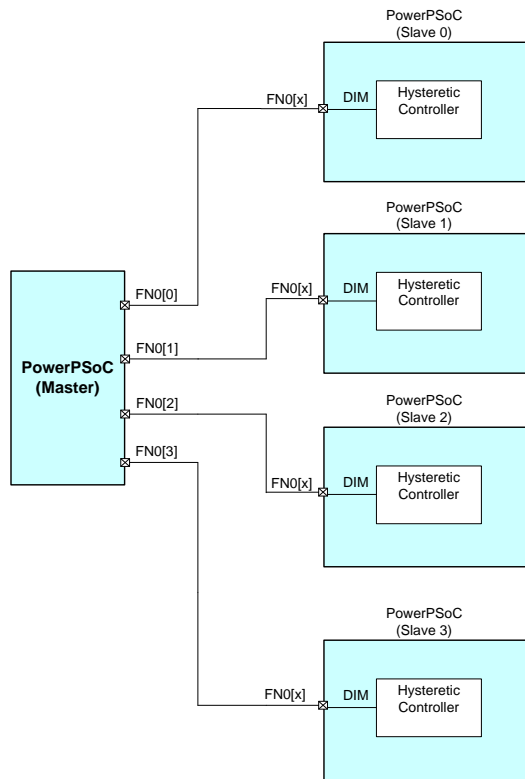 PowerPSoC
(Slave 0)
FN0[x]
DIM
Hysteretic
Controller
PowerPSoC
(Slave 1)
FN0[x]
DIM
Hysteretic
Controller
FN0[0]
FN0[1]
PowerPSoC
(Master)
FN0[2]
FN0[3]
PowerPSoC
(Slave 2)
FN0[x]
DIM
Hysteretic
Controller
PowerPSoC
(Slave 3)
FN0[x]
DIM
Hysteretic
Controller